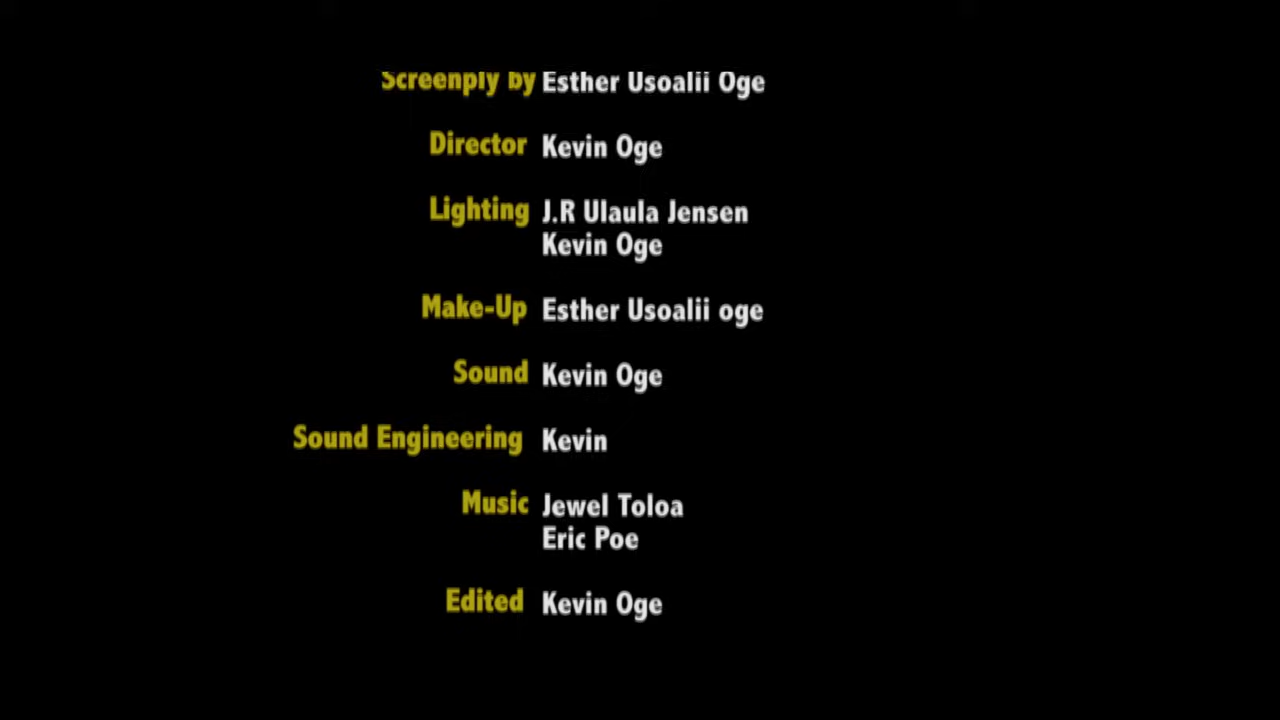 Screenply by Esther Usoalii Oge
Director Kevin Oge
Lighting J.R Ulaula Jensen
Kevin Oge
Make-Up Esther Usoalii oge
Sound Kevin Oge
Sound Engineering Kevin
Music Jewel Toloa
Eric Poe
Edited Kevin Oge